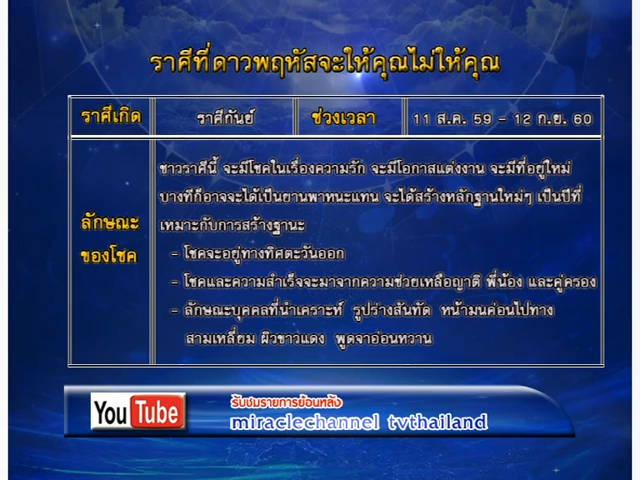 ราศีที่ดาวพฤหัสจะให้คุณไม่ให้คุณ
ราศีเกิด ราศีกันย์ ช่วงเวลา 11 ส.ค. 59 - 12 ก.ย. 60
ลักษณะ
ของโชค
ชาวราศีนี้ จะมีโชคในเรื่องความรัก จะมีโอกาสแต่งงาน จะมีที่อยู่ใหม่
บางทีก็อาจจะได้เป็นยานพาหนะแทน จะได้สร้างหลักฐานใหม่ๆ เป็นปีที่
เหมาะกับการสร้างฐานะ
- โชคจะอยู่ทางทิศตะวันออก
- โชคและความสำเร็จจะมาจากความช่วยเหลือญาติ พี่น้อง และคู่ครอง
- ลักษณะบุคคลที่นำเคราะห์ รูปร่างสันทัด หน้ามนค่อนไปทาง
สามเหลี่ยม ผิวขาวแดง พูดจาอ่อนหวาน
YouTube
รับชมรายการย้อนหลัง
miraclechannel tvthailand